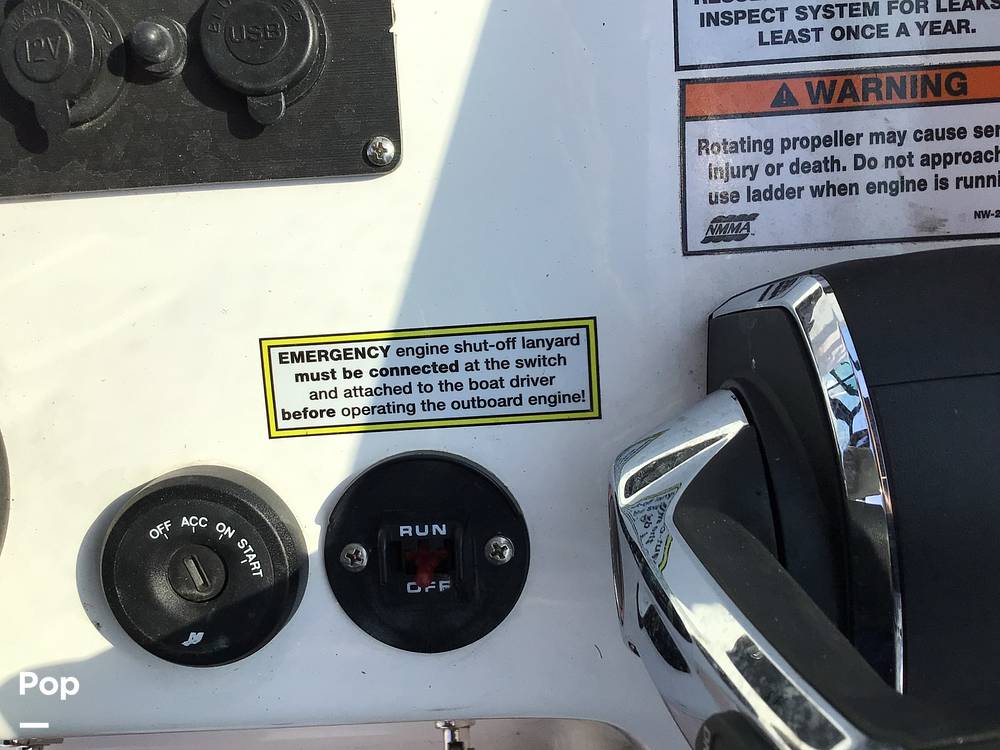 12V
USB
INSPECT SYSTEM FOR LEAKS
LEAST ONCE A YEAR.
WARNING
Rotating propeller may cause
injury or death. Do not approach
use ladder when engine is
NMMA
EMERGENCY engine shut-off lanyard
must be connected at the switch
and attached to the boat driver
before operating the outboard engine!
OFF ACC ON START
RUN
OFF
Pop